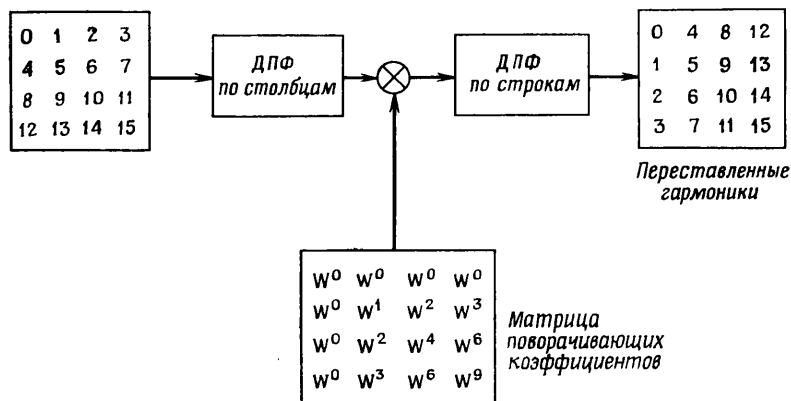 0 1 2 3
4 5 6 7
8 9 10 11
12 13 14 15
ДПФ
по столбцам
ДПФ
по строкам
0 4 8 12
1 5 9 13
2 6 10 14
3 7 11 15
Переставленные
гармоники
W⁰ W⁰ W⁰ W⁰
W⁰ W¹ W² W³
W⁰ W² W⁴ W⁶
W⁰ W³ W⁶ W⁹
Матрица
поворачивающих
коэффициентов